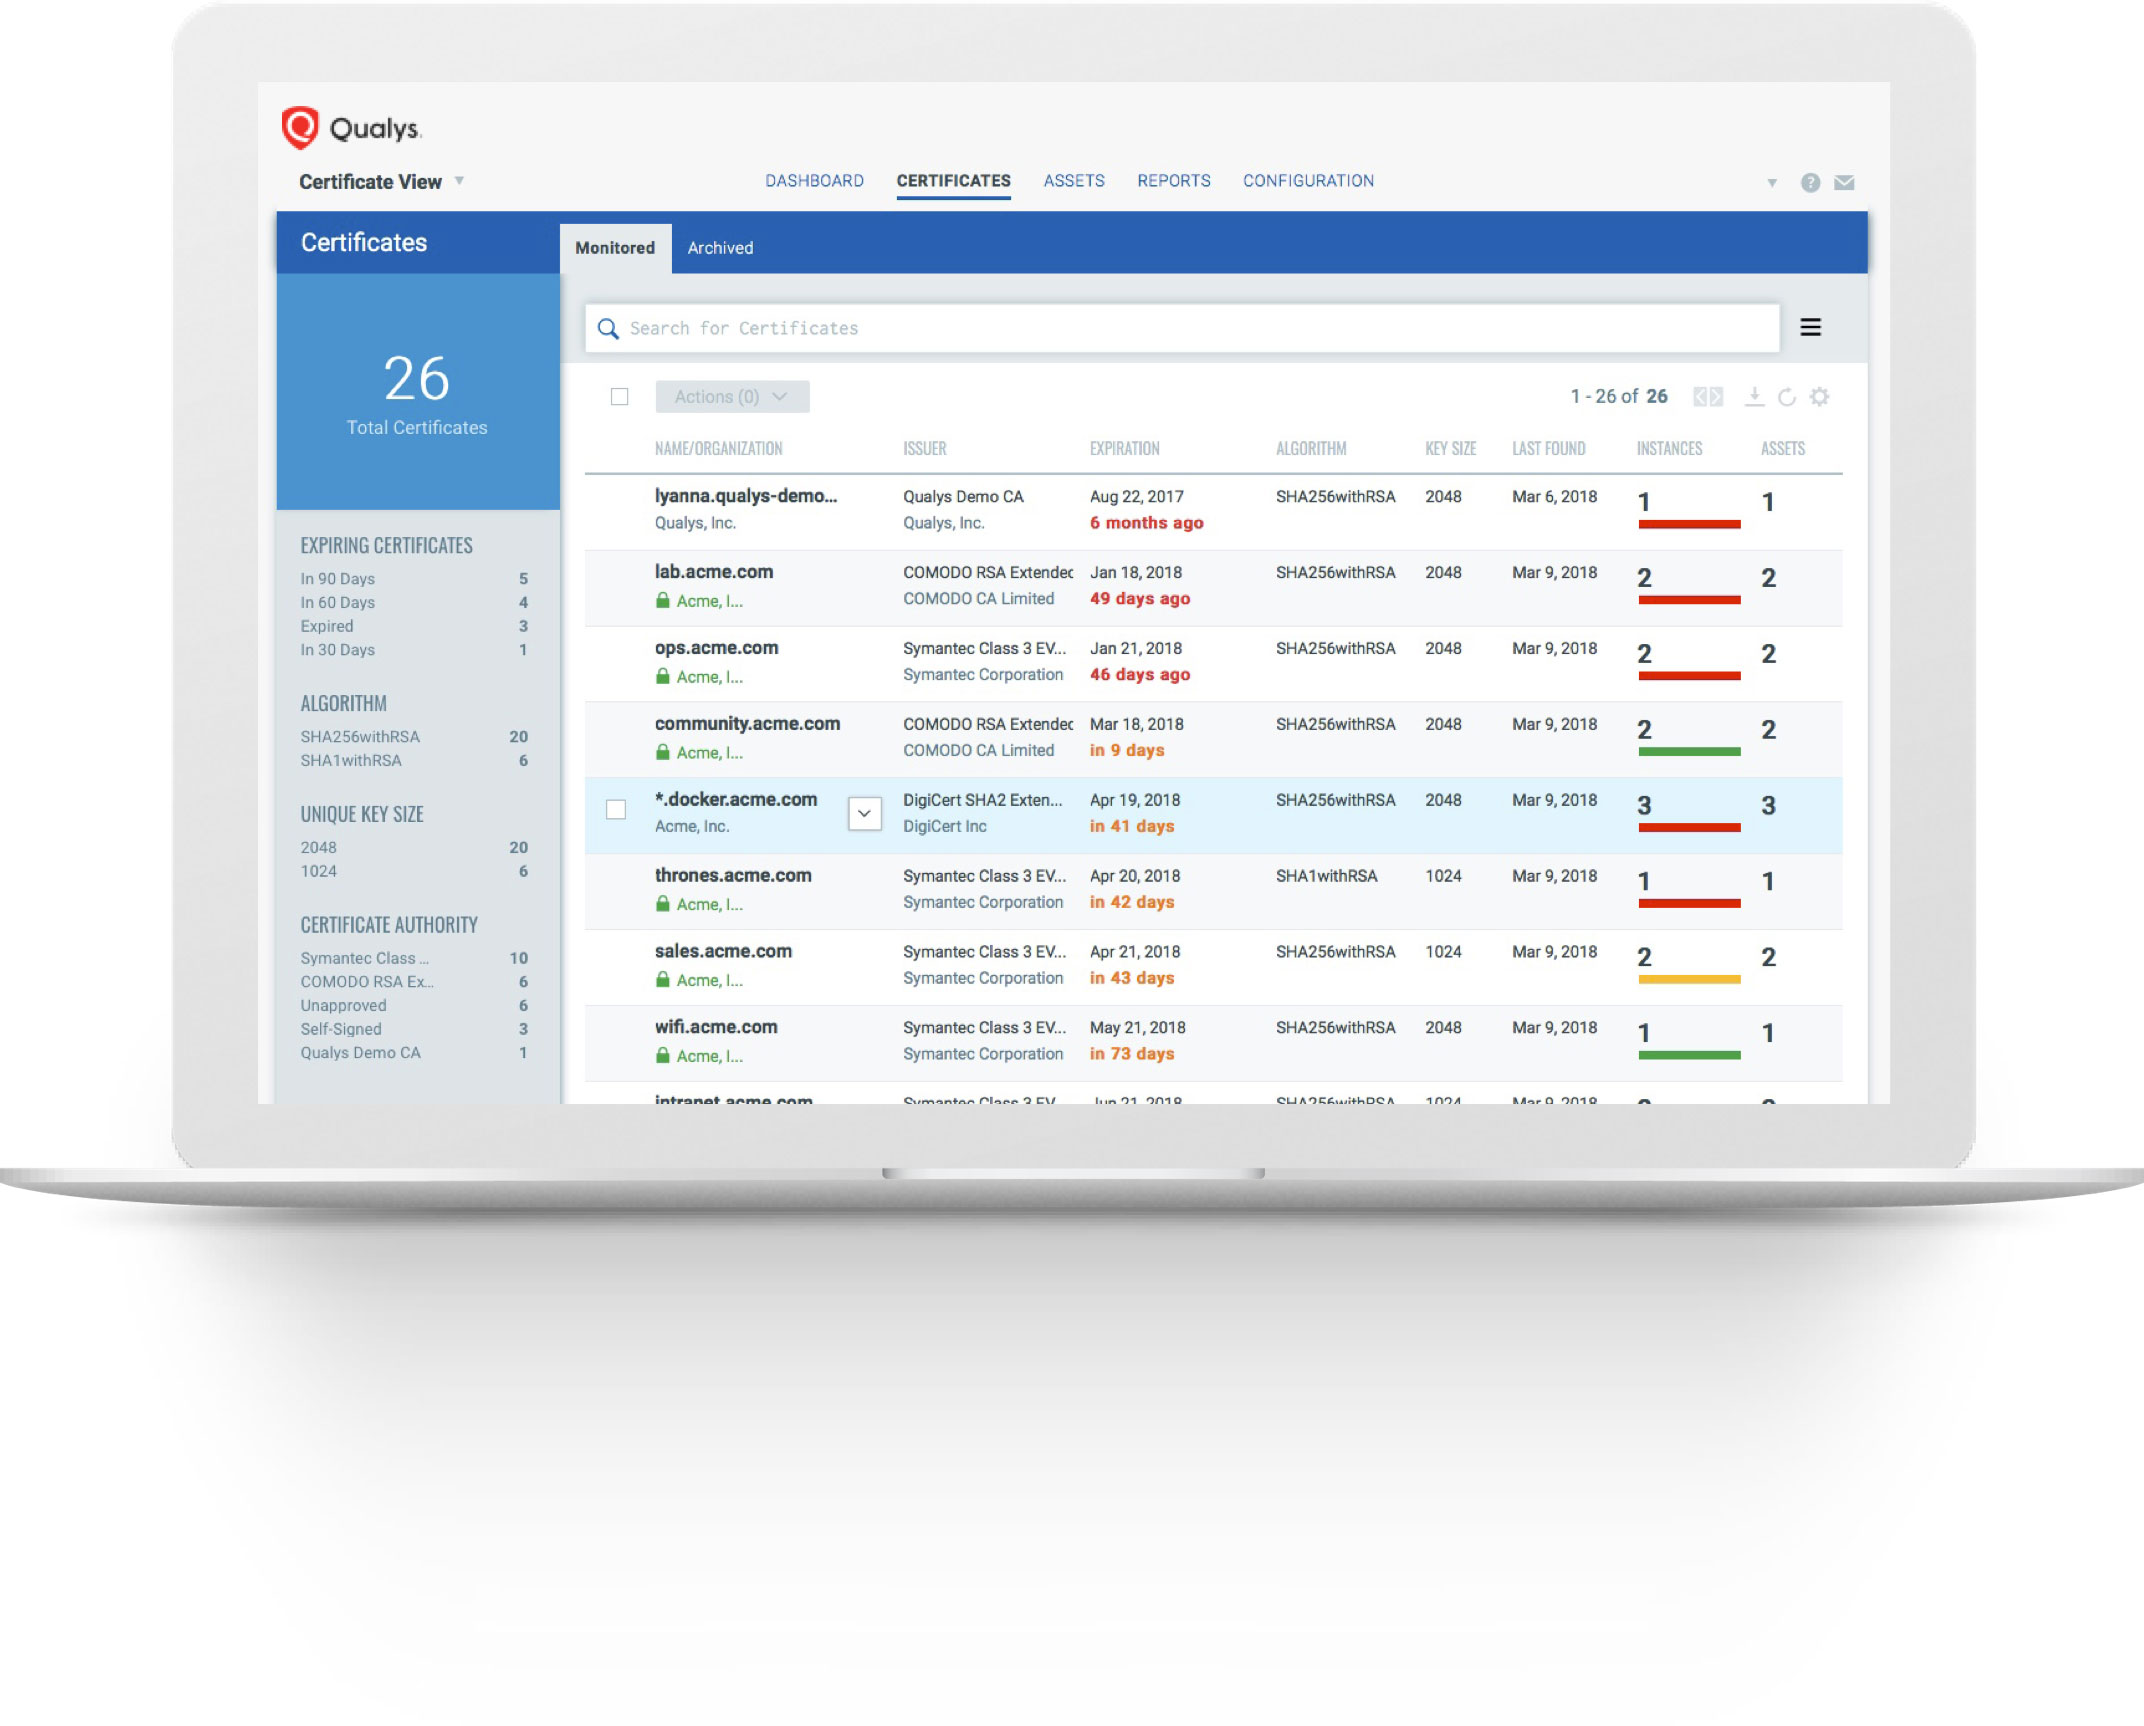 Qualys.
Certificate View
DASHBOARD CERTIFICATES ASSETS REPORTS CONFIGURATION
Certificates
Monitored Archived
26
Total Certificates
Search for Certificates
Actions (0)
1 - 26 of 26
EXPIRING CERTIFICATES
In 90 Days 5
In 60 Days 4
Expired 3
In 30 Days 1
ALGORITHM
SHA256withRSA 20
SHA1withRSA 6
UNIQUE KEY SIZE
2048 20
1024 6
CERTIFICATE AUTHORITY
Symantec Class ... 10
COMODO RSA Ex... 6
Unapproved 6
Self-Signed 3
Qualys Demo CA 1
NAME/ORGANIZATION ISSUER EXPIRATION ALGORITHM KEY SIZE LAST FOUND INSTANCES ASSETS
lyanna.qualys-demo... Qualys Demo CA Aug 22, 2017 SHA256withRSA 2048 Mar 6, 2018 1 1
Qualys, Inc. Qualys, Inc. 6 months ago
lab.acme.com COMODO RSA Extended Jan 18, 2018 SHA256withRSA 2048 Mar 9, 2018 2 2
Acme, I... COMODO CA Limited 49 days ago
ops.acme.com Symantec Class 3 EV... Jan 21, 2018 SHA256withRSA 2048 Mar 9, 2018 2 2
Acme, I... Symantec Corporation 46 days ago
community.acme.com COMODO RSA Extended Mar 18, 2018 SHA256withRSA 2048 Mar 9, 2018 2 2
Acme, I... COMODO CA Limited in 9 days
*.docker.acme.com DigiCert SHA2 Exten... Apr 19, 2018 SHA256withRSA 2048 Mar 9, 2018 3 3
Acme, Inc. DigiCert Inc in 41 days
thrones.acme.com Symantec Class 3 EV... Apr 20, 2018 SHA1withRSA 1024 Mar 9, 2018 1 1
Acme, I... Symantec Corporation in 42 days
sales.acme.com Symantec Class 3 EV... Apr 21, 2018 SHA256withRSA 1024 Mar 9, 2018 2 2
Acme, I... Symantec Corporation in 43 days
wifi.acme.com Symantec Class 3 EV... May 21, 2018 SHA256withRSA 2048 Mar 9, 2018 1 1
Acme, I... Symantec Corporation in 73 days
intranet.acme.com Symantec Class 3 EV Jun 21, 2018 SHA256withRSA 1024 Mar 9, 2018